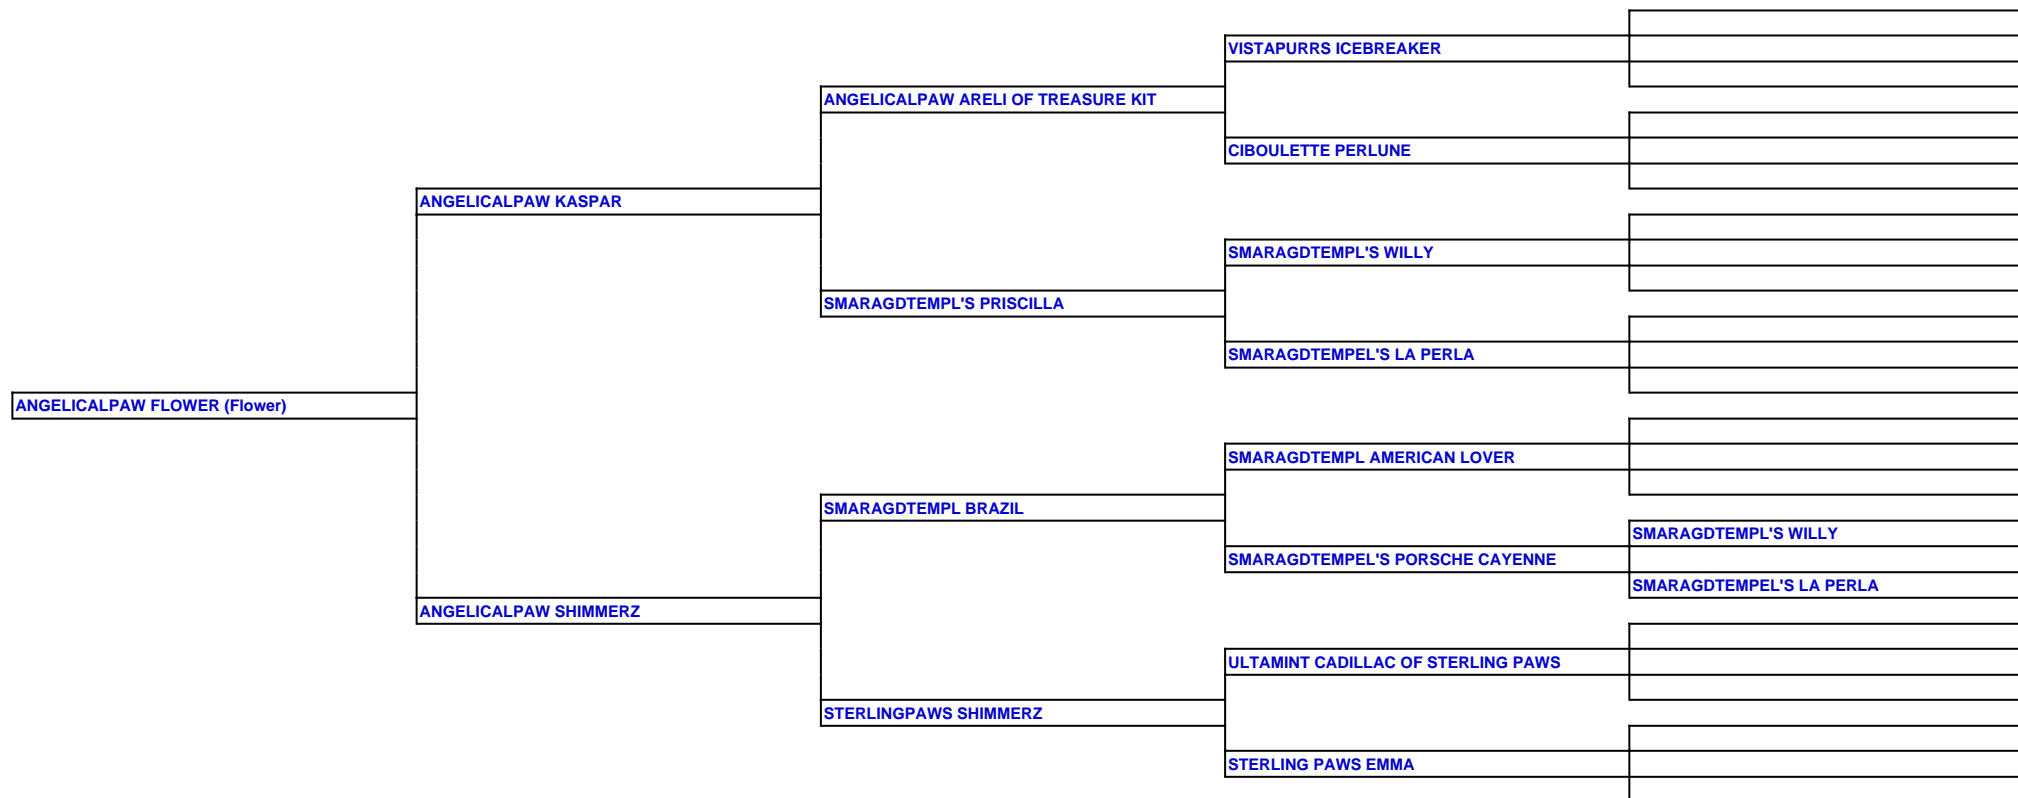 VISTAPURRS ICEBREAKER
ANGELICALPAW ARELI OF TREASURE KIT
CIBOULETTE PERLUNE
ANGELICALPAW KASPAR
SMARAGDTEMPL'S WILLY
SMARAGDTEMPL'S PRISCILLA
SMARAGDTEMPEL'S LA PERLA
ANGELICALPAW FLOWER (Flower)
SMARAGDTEMPL AMERICAN LOVER
SMARAGDTEMPL BRAZIL
SMARAGDTEMPL'S WILLY
SMARAGDTEMPEL'S PORSCHE CAYENNE
SMARAGDTEMPEL'S LA PERLA
ANGELICALPAW SHIMMERZ
ULTAMINT CADILLAC OF STERLING PAWS
STERLINGPAWS SHIMMERZ
STERLING PAWS EMMA